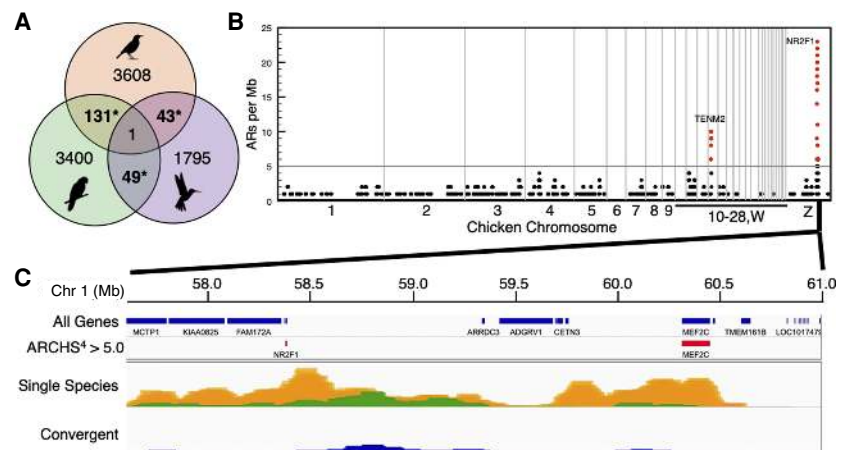 A
3608
131*
43*
1
3400
1795
49*
B
25
20
15
10
5
0
ARs per Mb
NR2F1
TENM2
1 2 3 4 5 6 7 8 9 10-28,W Z
Chicken Chromosome
C
Chr 1 (Mb) 58.0 58.5 59.0 59.5 60.0 60.5 61.0
All Genes
MCTP1 KIAA0825 FAM172A ARRDC3 ADGRV1 CETN3 MEF2C TMEM161B LOC1017479
ARCHS⁴ > 5.0
NR2F1 MEF2C
Single Species
Convergent